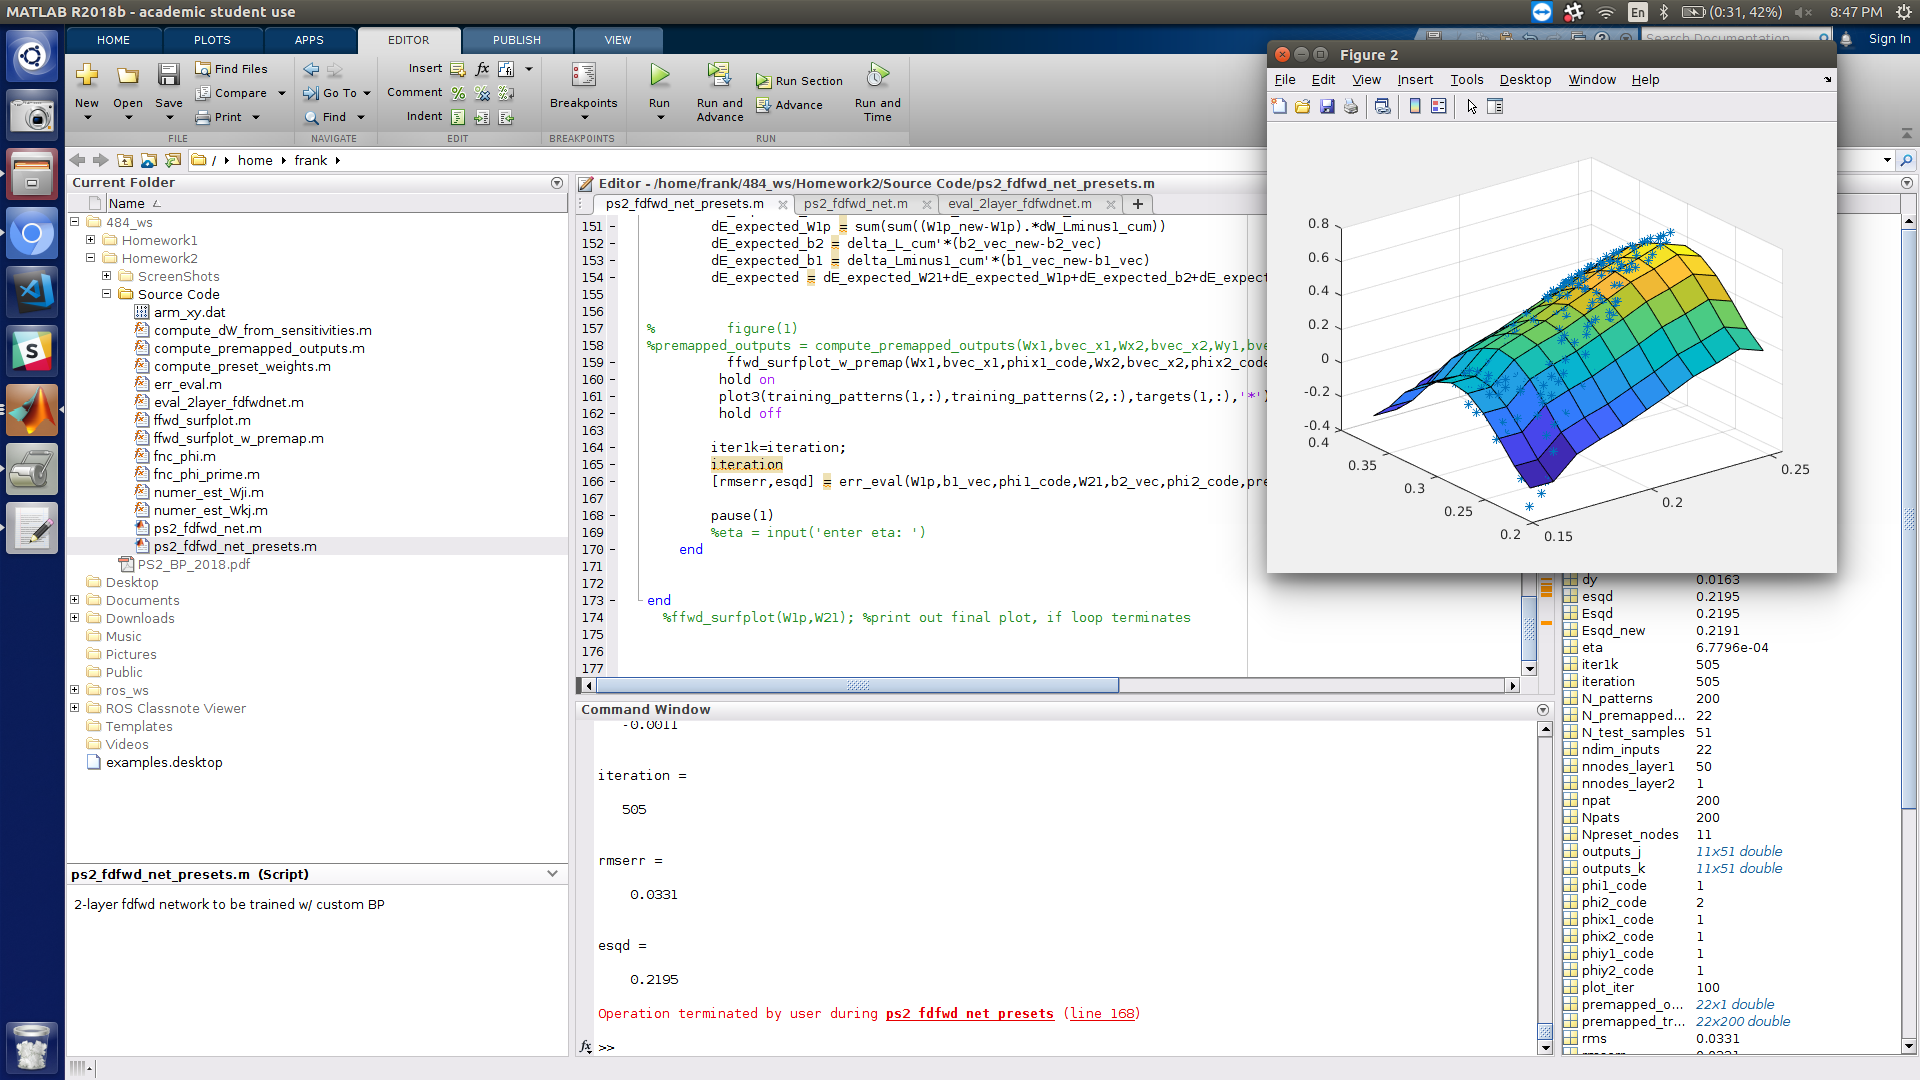 MATLAB R2018b - academic student use
En (0:31, 42%) 8:47 PM
HOME PLOTS APPS EDITOR PUBLISH VIEW
Search Documentation Sign In
New Open Save
Find Files
Compare
Print
FILE
Go To
Find
NAVIGATE
Insert fx
Comment
Indent
EDIT
Breakpoints
BREAKPOINTS
Run
Run and Advance
Run Section
Advance
Run and Time
RUN
/ home frank
Current Folder
Name
484_ws
Homework1
Homework2
ScreenShots
Source Code
arm_xy.dat
compute_dW_from_sensitivities.m
compute_premapped_outputs.m
compute_preset_weights.m
err_eval.m
eval_2layer_fdfwdnet.m
ffwd_surfplot.m
ffwd_surfplot_w_premap.m
fnc_phi.m
fnc_phi_prime.m
numer_est_Wji.m
numer_est_Wkj.m
ps2_fdfwd_net.m
ps2_fdfwd_net_presets.m
PS2_BP_2018.pdf
Desktop
Documents
Downloads
Music
Pictures
Public
ros_ws
ROS Classnote Viewer
Templates
Videos
examples.desktop
ps2_fdfwd_net_presets.m (Script)
2-layer fdfwd network to be trained w/ custom BP
Editor - /home/frank/484_ws/Homework2/Source Code/ps2_fdfwd_net_presets.m
ps2_fdfwd_net_presets.m ps2_fdfwd_net.m eval_2layer_fdfwdnet.m
151 dE_expected_W1p = sum(sum((W1p_new-W1p).*dW_Lminus1_cum))
152 dE_expected_b2 = delta_L_cum'*(b2_vec_new-b2_vec)
153 dE_expected_b1 = delta_Lminus1_cum'*(b1_vec_new-b1_vec)
154 dE_expected = dE_expected_W21+dE_expected_W1p+dE_expected_b2+dE_expect
155
156
157 % figure(1)
158 %premapped_outputs = compute_premapped_outputs(Wx1,bvec_x1,Wx2,bvec_x2,Wy1,bve
159 ffwd_surfplot_w_premap(Wx1,bvec_x1,phix1_code,Wx2,bvec_x2,phix2_code
160 hold on
161 plot3(training_patterns(1,:),training_patterns(2,:),targets(1,:),'*')
162 hold off
163
164 iter1k=iteration;
165 iteration
166 [rmserr,esqd] = err_eval(W1p,b1_vec,phi1_code,W21,b2_vec,phi2_code,pre
167
168 pause(1)
169 %eta = input('enter eta: ')
170 end
171
172
173 end
174 %ffwd_surfplot(W1p,W21); %print out final plot, if loop terminates
175
176
177
Command Window
-0.0011
iteration =
505
rmserr =
0.0331
esqd =
0.2195
Operation terminated by user during ps2_fdfwd_net_presets (line 168)
fx >>
Figure 2
File Edit View Insert Tools Desktop Window Help
0.8
0.6
0.4
0.2
0
-0.2
-0.4
0.4
0.35
0.3
0.25
0.2
0.15
0.2
0.25
dy 0.0163
esqd 0.2195
Esqd 0.2195
Esqd_new 0.2191
eta 6.7796e-04
iter1k 505
iteration 505
N_patterns 200
N_premapped... 22
N_test_samples 51
ndim_inputs 22
nnodes_layer1 50
nnodes_layer2 1
npat 200
Npats 200
Npreset_nodes 11
outputs_j 11x51 double
outputs_k 11x51 double
phi1_code 1
phi2_code 2
phix1_code 1
phix2_code 1
phiy1_code 1
phiy2_code 1
plot_iter 100
premapped_o... 22x1 double
premapped_tr... 22x200 double
rms 0.0331